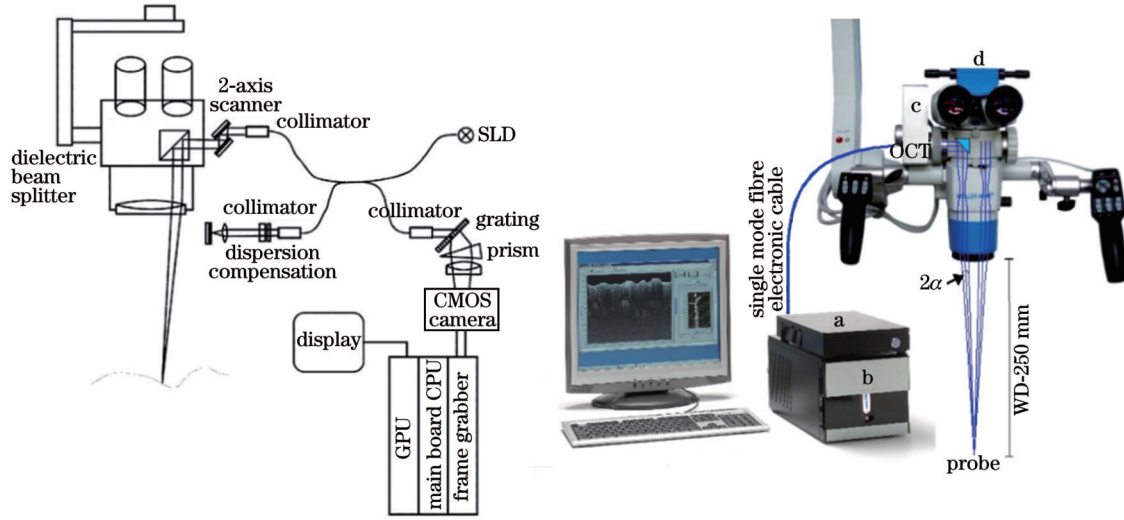 2-axis
scanner
collimator
SLD
dielectric
beam
splitter
collimator
collimator
grating
prism
dispersion
compensation
CMOS
camera
display
GPU
main board CPU
frame grabber
d
c
OCT
single mode fibre
electronic cable
2α
a
b
WD-250 mm
probe